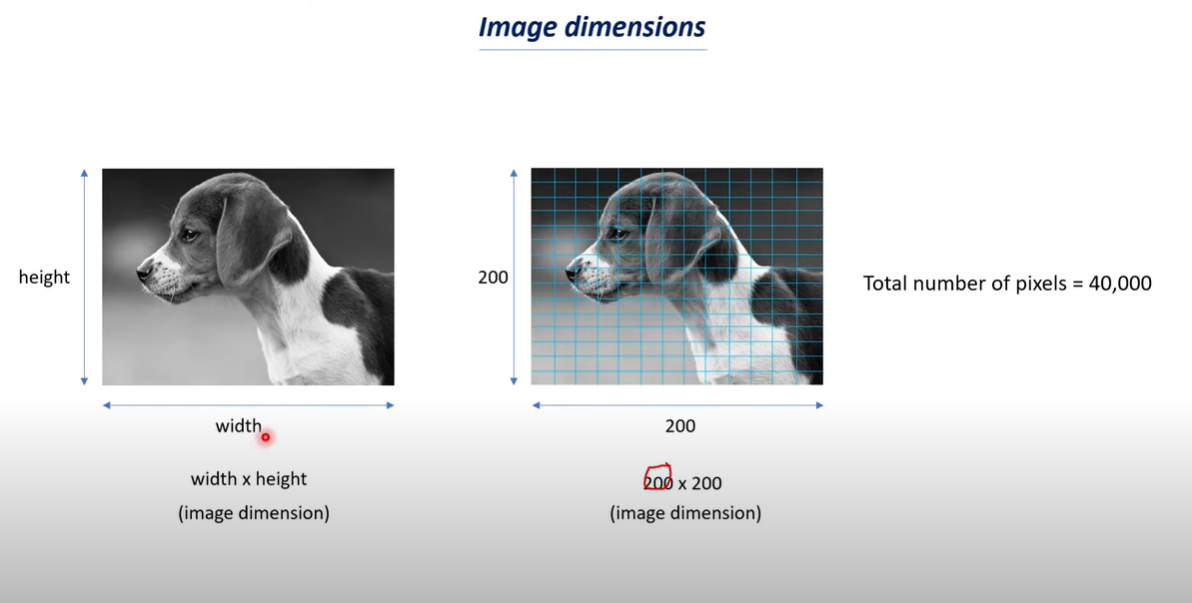 Image dimensions
height
width
width x height
(image dimension)
200
200
200 x 200
(image dimension)
Total number of pixels = 40,000